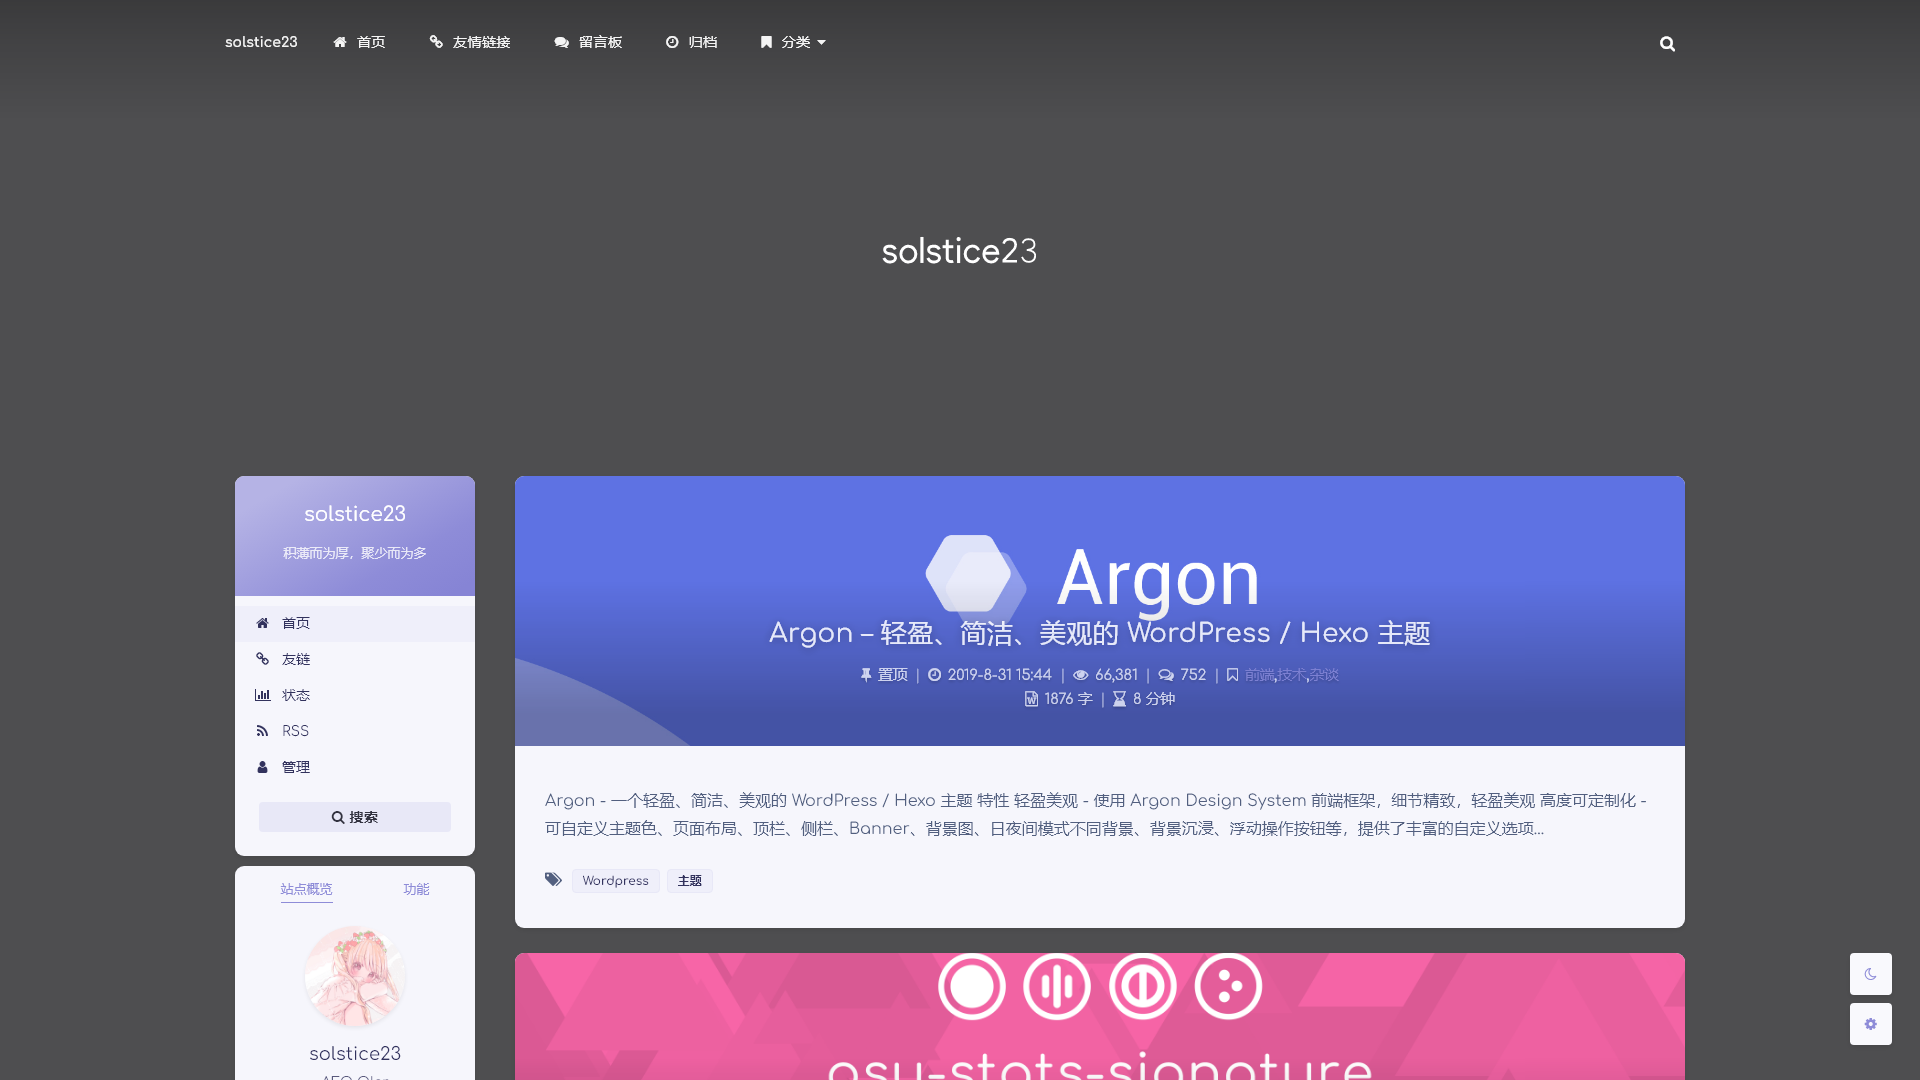 solstice23 首页 友情链接 留言板 归档 分类
solstice23
solstice23
积薄而为厚，聚少而为多
首页
友链
状态
RSS
管理
搜索
站点概览 功能
solstice23
Argon
Argon – 轻盈、简洁、美观的 WordPress / Hexo 主题
置顶 | 2019-8-31 15:44 | 66,381 | 752 | 前端,技术,杂谈
1876 字 | 8 分钟
Argon - 一个轻盈、简洁、美观的 WordPress / Hexo 主题 特性 轻盈美观 - 使用 Argon Design System 前端框架，细节精致，轻盈美观 高度可定制化 -
可自定义主题色、页面布局、顶栏、侧栏、Banner、背景图、日夜间模式不同背景、背景沉浸、浮动操作按钮等，提供了丰富的自定义选项...
Wordpress 主题
osu-stats-signature